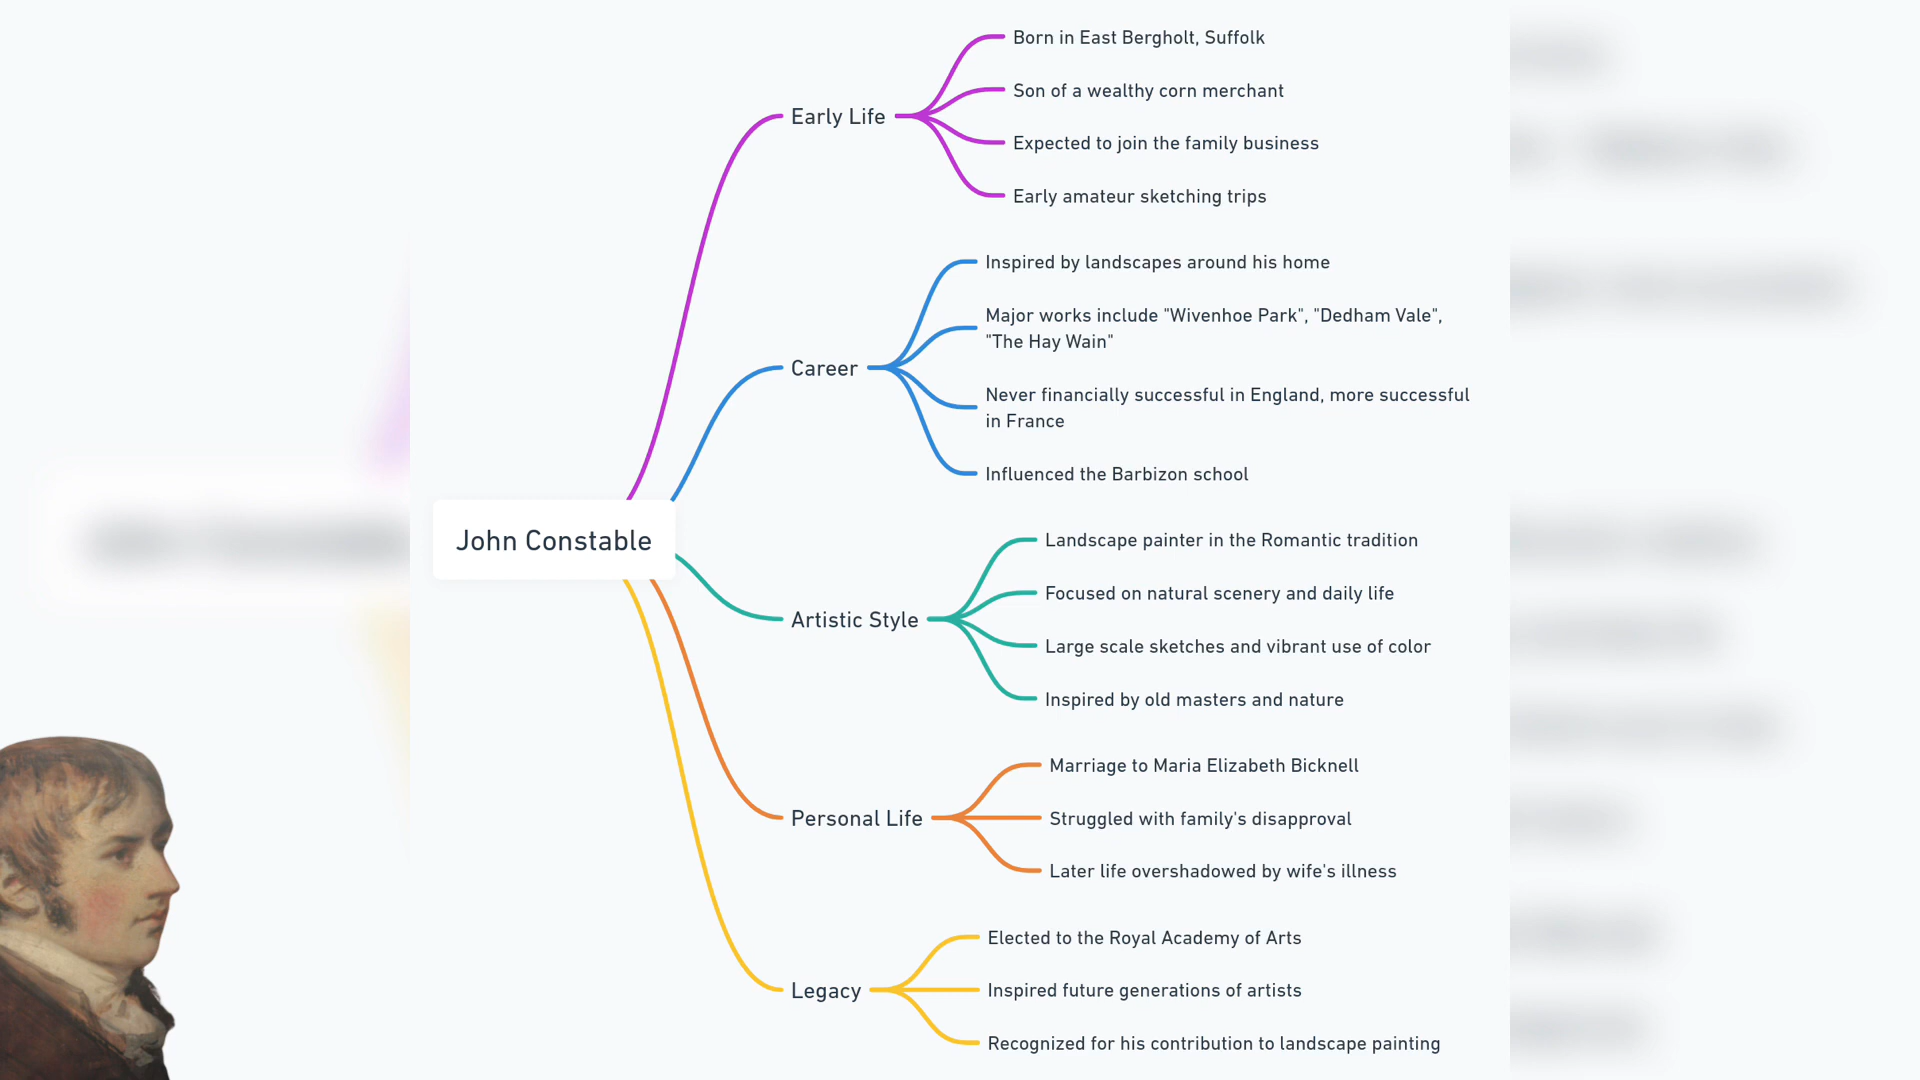 Born in East Bergholt, Suffolk
Son of a wealthy corn merchant
Early Life
Expected to join the family business
Early amateur sketching trips
Inspired by landscapes around his home
Major works include "Wivenhoe Park", "Dedham Vale",
"The Hay Wain"
Career
Never financially successful in England, more successful
in France
Influenced the Barbizon school
John Constable
Landscape painter in the Romantic tradition
Focused on natural scenery and daily life
Artistic Style
Large scale sketches and vibrant use of color
Inspired by old masters and nature
Marriage to Maria Elizabeth Bicknell
Personal Life
Struggled with family's disapproval
Later life overshadowed by wife's illness
Elected to the Royal Academy of Arts
Legacy
Inspired future generations of artists
Recognized for his contribution to landscape painting